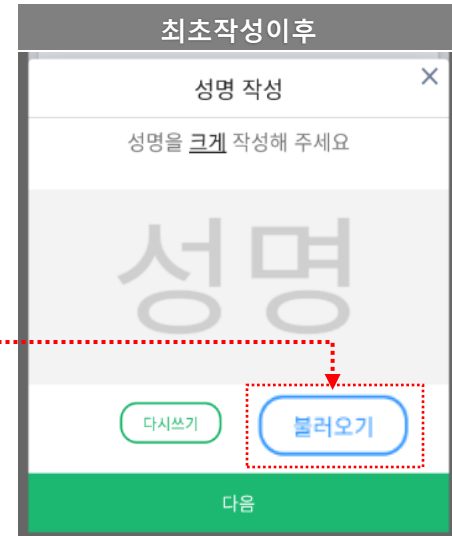 최초작성이후
성명 작성
성명을 크게 작성해 주세요
성명
다시쓰기 불러오기
다음